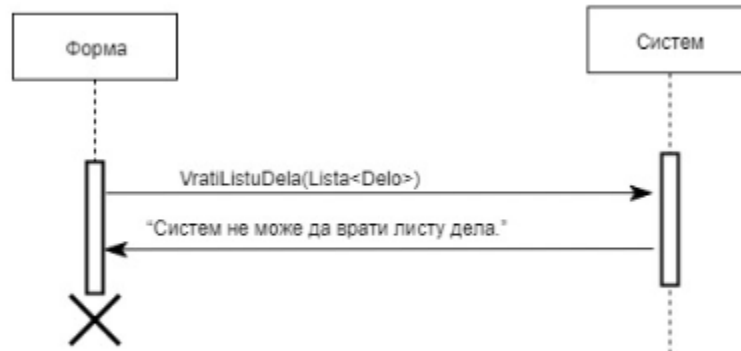 Форма
Систем
VratiListuDela(Lista<Delo>)
“Систем не може да врати листу дела.”